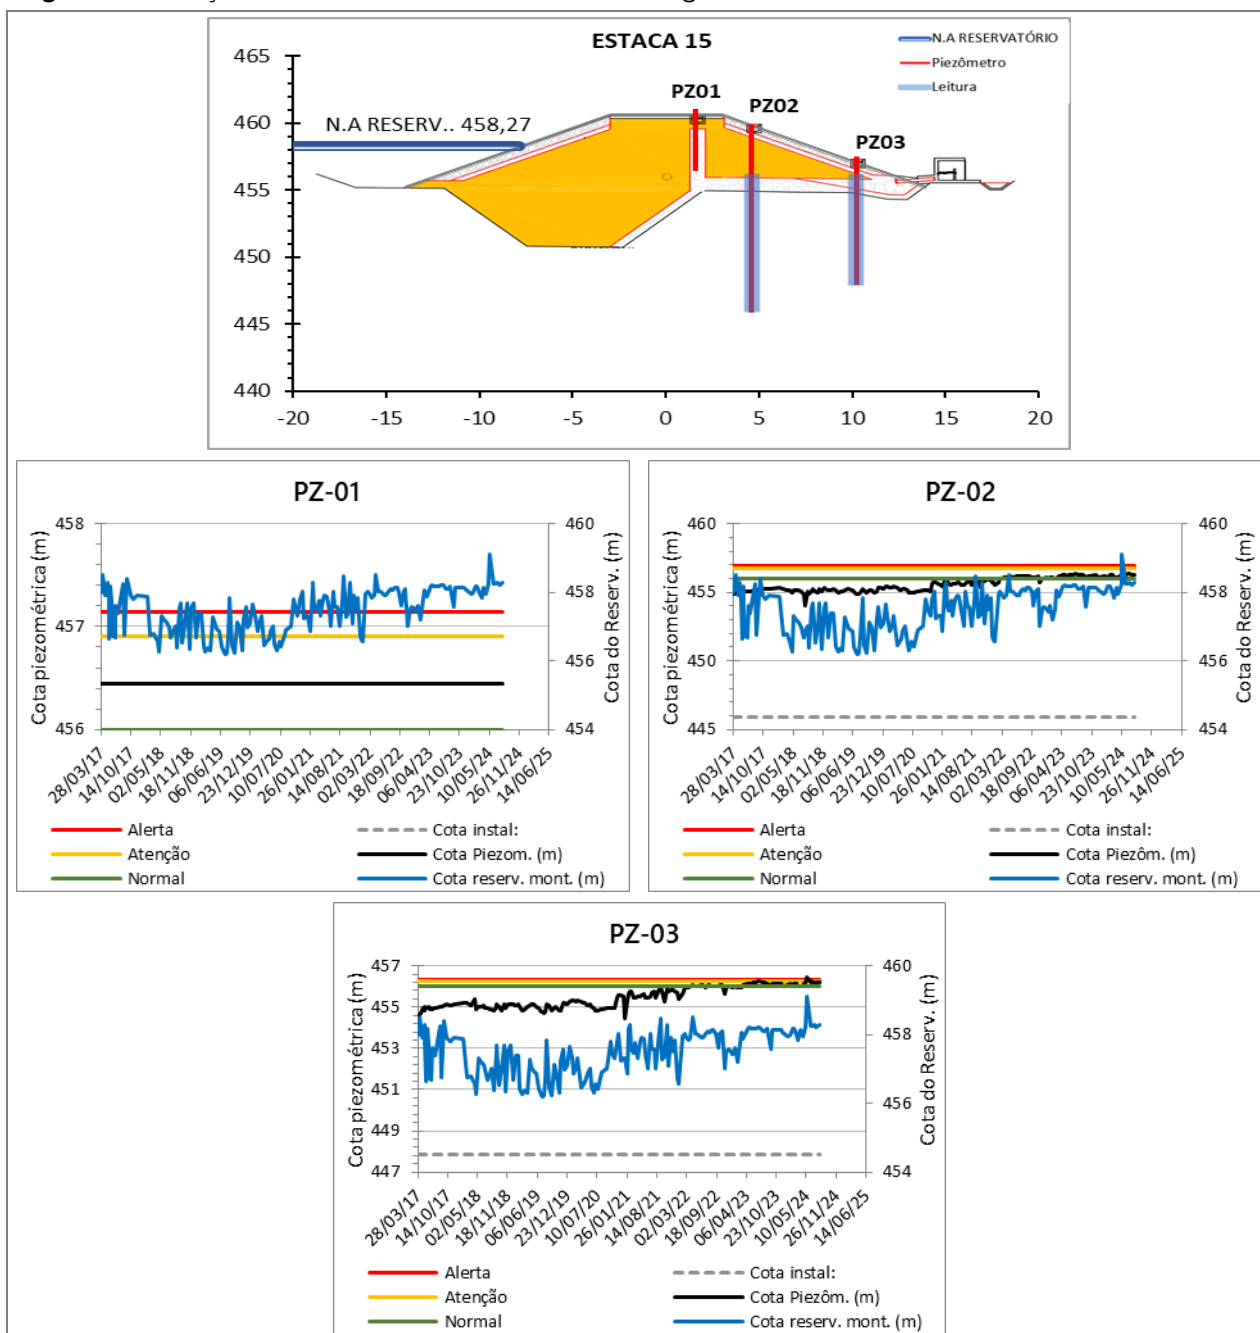 ESTACA 15
N.A RESERVATÓRIO
Piezômetro
Leitura
465
460
455
450
445
440
N.A RESERV.. 458,27
PZ01
PZ02
PZ03
-20 -15 -10 -5 0 5 10 15 20
PZ-01
Cota piezométrica (m)
458
457
456
Cota do Reserv. (m)
460
458
456
454
28/03/17 14/10/17 02/05/18 18/11/18 06/06/19 23/12/19 10/07/20 26/01/21 14/08/21 02/03/22 18/09/22 06/04/23 23/10/23 10/05/24 26/11/24 14/06/25
Alerta Cota instal:
Atenção Cota Piezom. (m)
Normal Cota reserv. mont. (m)
PZ-02
Cota piezométrica (m)
460
455
450
445
Cota do Reserv. (m)
460
458
456
454
28/03/17 14/10/17 02/05/18 18/11/18 06/06/19 23/12/19 10/07/20 26/01/21 14/08/21 02/03/22 18/09/22 06/04/23 23/10/23 10/05/24 26/11/24 14/06/25
Alerta Cota instal:
Atenção Cota Piezôm. (m)
Normal Cota reserv. mont. (m)
PZ-03
Cota piezométrica (m)
457
455
453
451
449
447
Cota do Reserv. (m)
460
458
456
454
28/03/17 14/10/17 02/05/18 18/11/18 06/06/19 23/12/19 10/07/20 26/01/21 14/08/21 02/03/22 18/09/22 06/04/23 23/10/23 10/05/24 26/11/24 14/06/25
Alerta Cota instal:
Atenção Cota Piezôm. (m)
Normal Cota reserv. mont. (m)